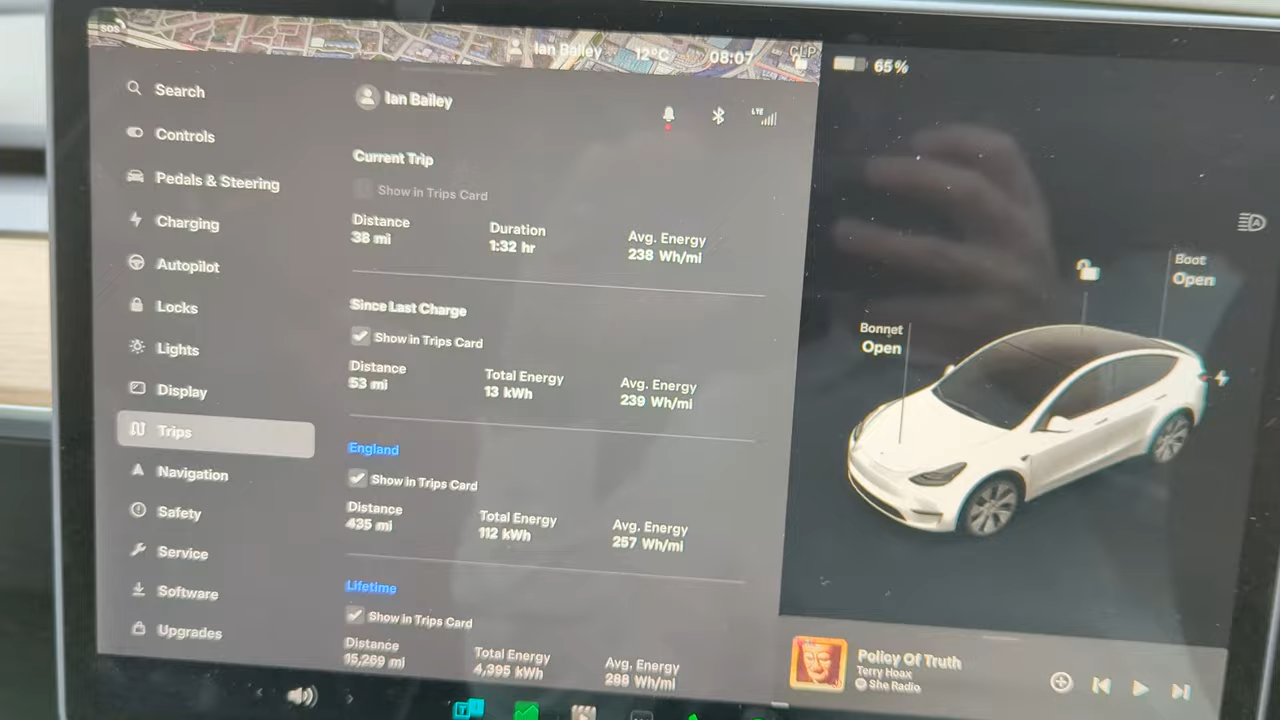 SOS
Ian Bailey
12°C
08:07
65%
Search
Controls
Pedals & Steering
Charging
Autopilot
Locks
Lights
Display
Trips
Navigation
Safety
Service
Software
Upgrades
Ian Bailey
LTE
Current Trip
Show in Trips Card
Distance Duration Avg. Energy
38 mi 1:32 hr 238 Wh/mi
Since Last Charge
Show in Trips Card
Distance Total Energy Avg. Energy
53 mi 13 kWh 239 Wh/mi
England
Show in Trips Card
Distance Total Energy Avg. Energy
435 mi 112 kWh 257 Wh/mi
Lifetime
Show in Trips Card
Distance Total Energy Avg. Energy
15,269 mi 4,395 kWh 288 Wh/mi
Boot
Open
Bonnet
Open
Policy Of Truth
Terry Hoax
She Radio